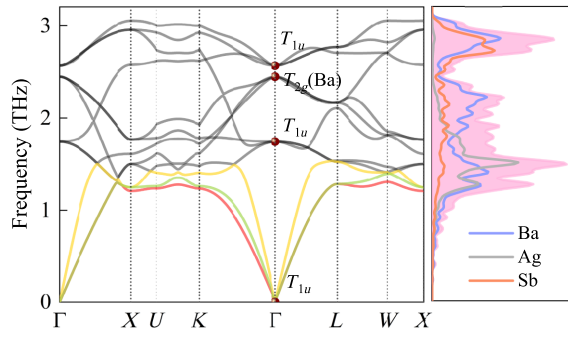 Frequency (THz)
3
2
1
0
T1u
T2g(Ba)
T1u
T1u
Γ X U K Γ L W X
Ba
Ag
Sb